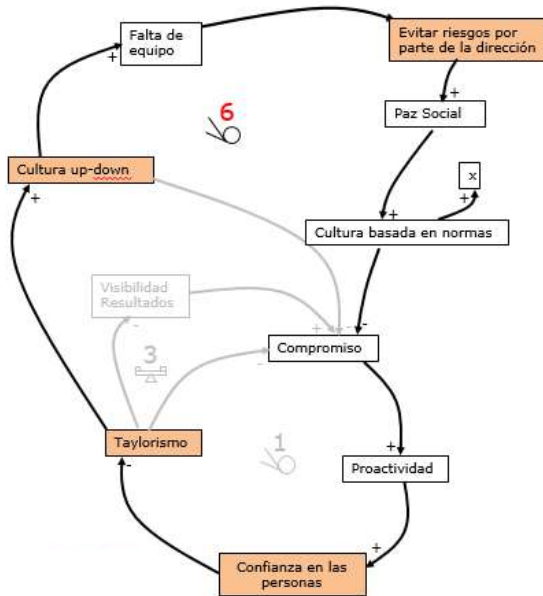 Falta de
equipo
+
Evitar riesgos por
parte de la dirección
+
Paz Social
6
Cultura up-down
+
x
+
+
Cultura basada en normas
Visibilidad
Resultados
-
+
--
-
Compromiso
3
-
1
Taylorismo
-
+
Proactividad
+
Confianza en las
personas